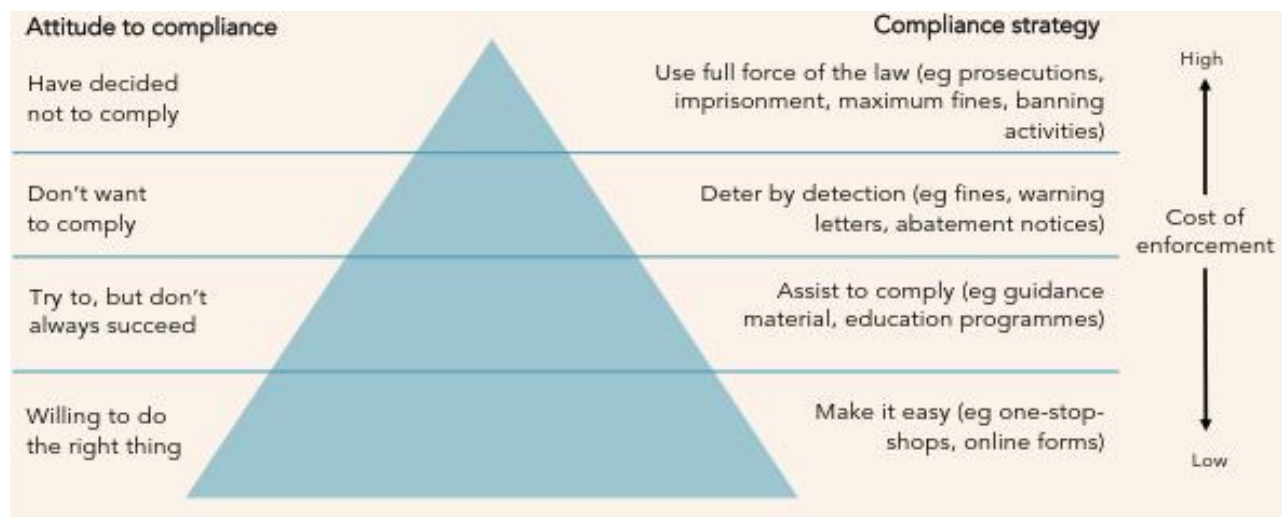 Attitude to compliance
Compliance strategy
Have decided
not to comply
Use full force of the law (eg prosecutions,
imprisonment, maximum fines, banning
activities)
Don't want
to comply
Deter by detection (eg fines, warning
letters, abatement notices)
Try to, but don't
always succeed
Assist to comply (eg guidance
material, education programmes)
Willing to do
the right thing
Make it easy (eg one-stop-
shops, online forms)
High
Cost of
enforcement
Low